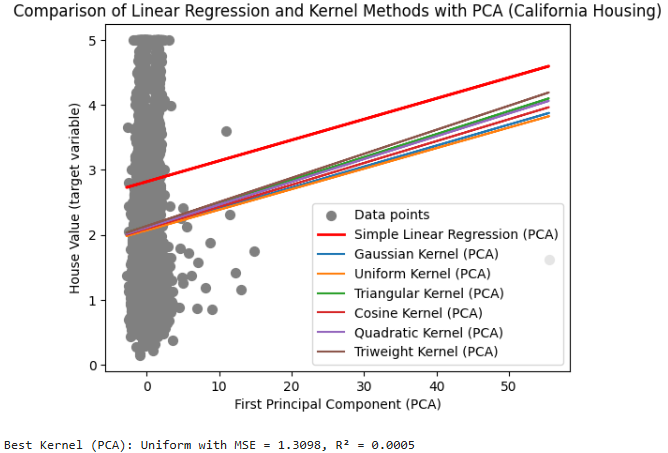 Comparison of Linear Regression and Kernel Methods with PCA (California Housing)
5
4
3
2
1
0
House Value (target variable)
Data points
Simple Linear Regression (PCA)
Gaussian Kernel (PCA)
Uniform Kernel (PCA)
Triangular Kernel (PCA)
Cosine Kernel (PCA)
Quadratic Kernel (PCA)
Triweight Kernel (PCA)
0 10 20 30 40 50
First Principal Component (PCA)
Best Kernel (PCA): Uniform with MSE = 1.3098, R² = 0.0005